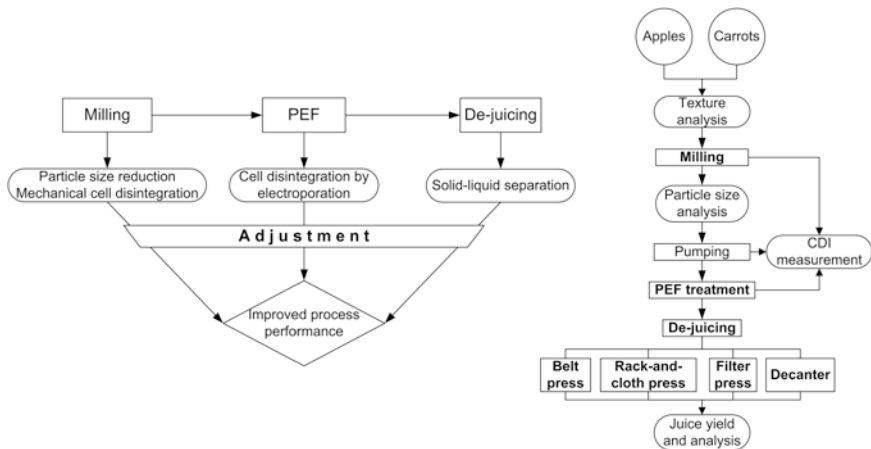 Milling
PEF
De-juicing
Particle size reduction
Mechanical cell disintegration
Cell disintegration by
electroporation
Solid-liquid separation
Adjustment
Improved process
performance
Apples
Carrots
Texture
analysis
Milling
Particle size
analysis
Pumping
CDI
measurement
PEF treatment
De-juicing
Belt
press
Rack-and-
cloth press
Filter
press
Decanter
Juice yield
and analysis